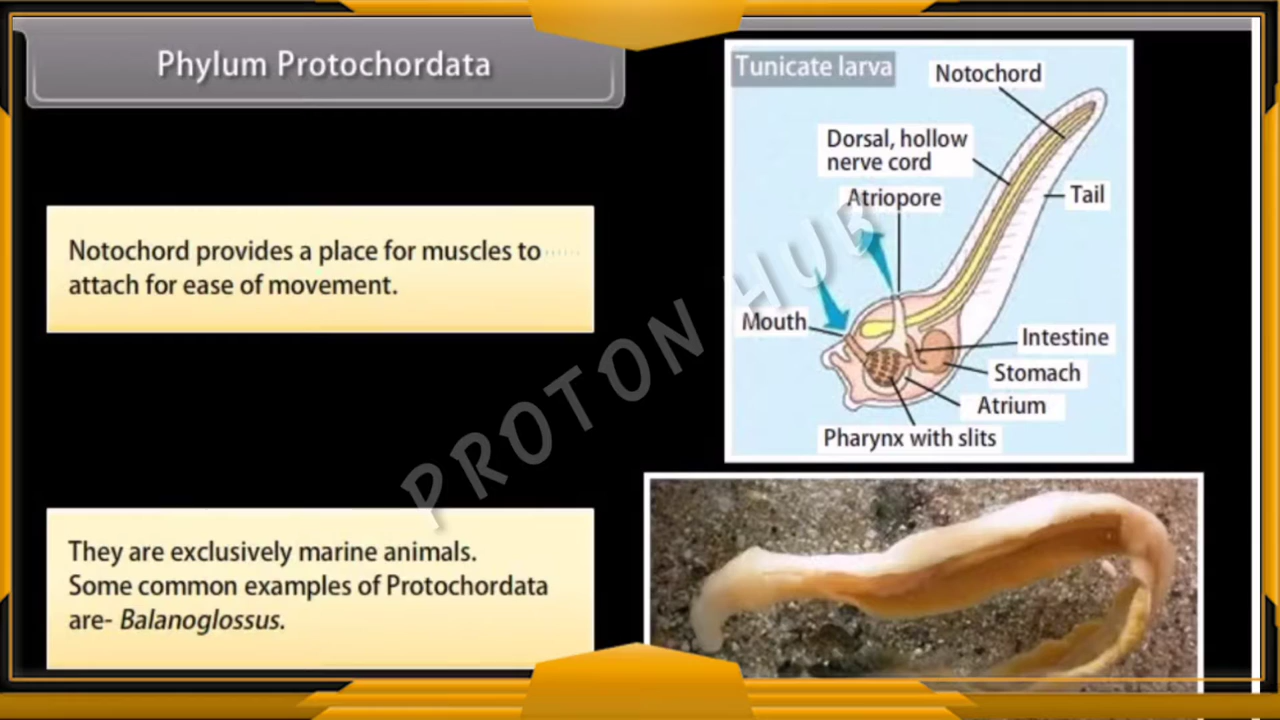 Phylum Protochordata
Notochord provides a place for muscles to
attach for ease of movement.
They are exclusively marine animals.
Some common examples of Protochordata
are- Balanoglossus.
Tunicate larva
Notochord
Dorsal, hollow
nerve cord
Atriopore
Tail
Mouth
Intestine
Stomach
Atrium
Pharynx with slits
PROTON HUB